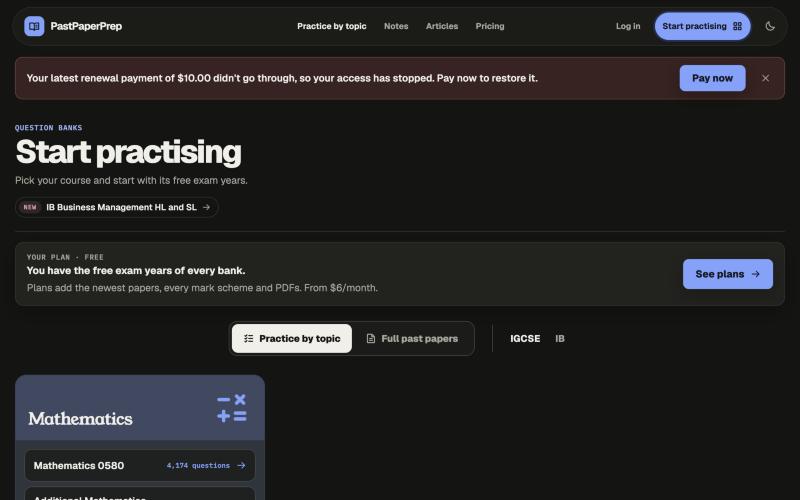 PastPaperPrep
Practice by topic
Notes
Articles
Pricing
Log in
Start practising
Your latest renewal payment of $10.00 didn't go through, so your access has stopped. Pay now to restore it.
Pay now
QUESTION BANKS
Start practising
Pick your course and start with its free exam years.
NEW IB Business Management HL and SL →
YOUR PLAN · FREE
You have the free exam years of every bank.
Plans add the newest papers, every mark scheme and PDFs. From $6/month.
See plans →
Practice by topic
Full past papers
IGCSE
IB
Mathematics
Mathematics 0580
4,174 questions →
Additional Mathematics